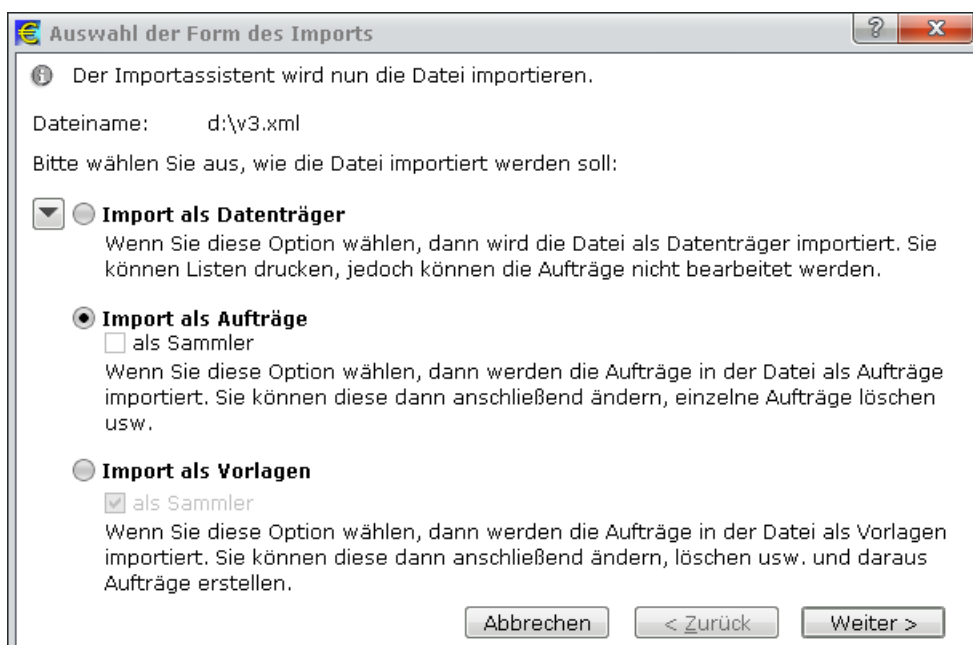 Auswahl der Form des Imports
Der Importassistent wird nun die Datei importieren.
Dateiname: d:\v3.xml
Bitte wählen Sie aus, wie die Datei importiert werden soll:
Import als Datenträger
Wenn Sie diese Option wählen, dann wird die Datei als Datenträger importiert. Sie
können Listen drucken, jedoch können die Aufträge nicht bearbeitet werden.
Import als Aufträge
als Sammler
Wenn Sie diese Option wählen, dann werden die Aufträge in der Datei als Aufträge
importiert. Sie können diese dann anschließend ändern, einzelne Aufträge löschen
usw.
Import als Vorlagen
als Sammler
Wenn Sie diese Option wählen, dann werden die Aufträge in der Datei als Vorlagen
importiert. Sie können diese dann anschließend ändern, löschen usw. und daraus
Aufträge erstellen.
Abbrechen < Zurück Weiter >